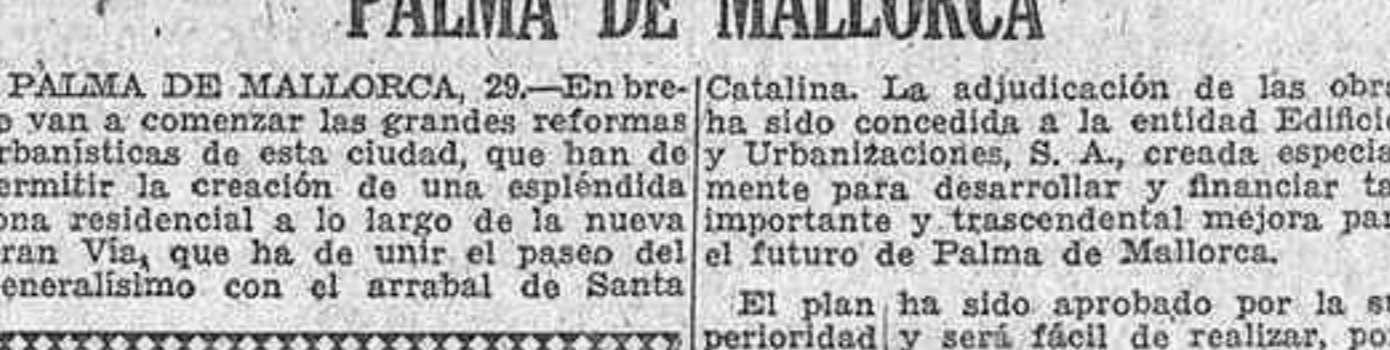 PALMA DE MALLORCA
PALMA DE MALLORCA, 29.—En bre-
van a comenzar las grandes reformas
rbanísticas de esta ciudad, que han de
ermitir la creación de una espléndida
ona residencial a lo largo de la nueva
ran Vía, que ha de unir el paseo del
eneralísimo con el arrabal de Santa
Catalina. La adjudicación de las obra
ha sido concedida a la entidad Edificio
y Urbanizaciones, S. A., creada especia
mente para desarrollar y financiar ta
importante y trascendental mejora par
el futuro de Palma de Mallorca.
El plan ha sido aprobado por la su
perioridad y será fácil de realizar, po